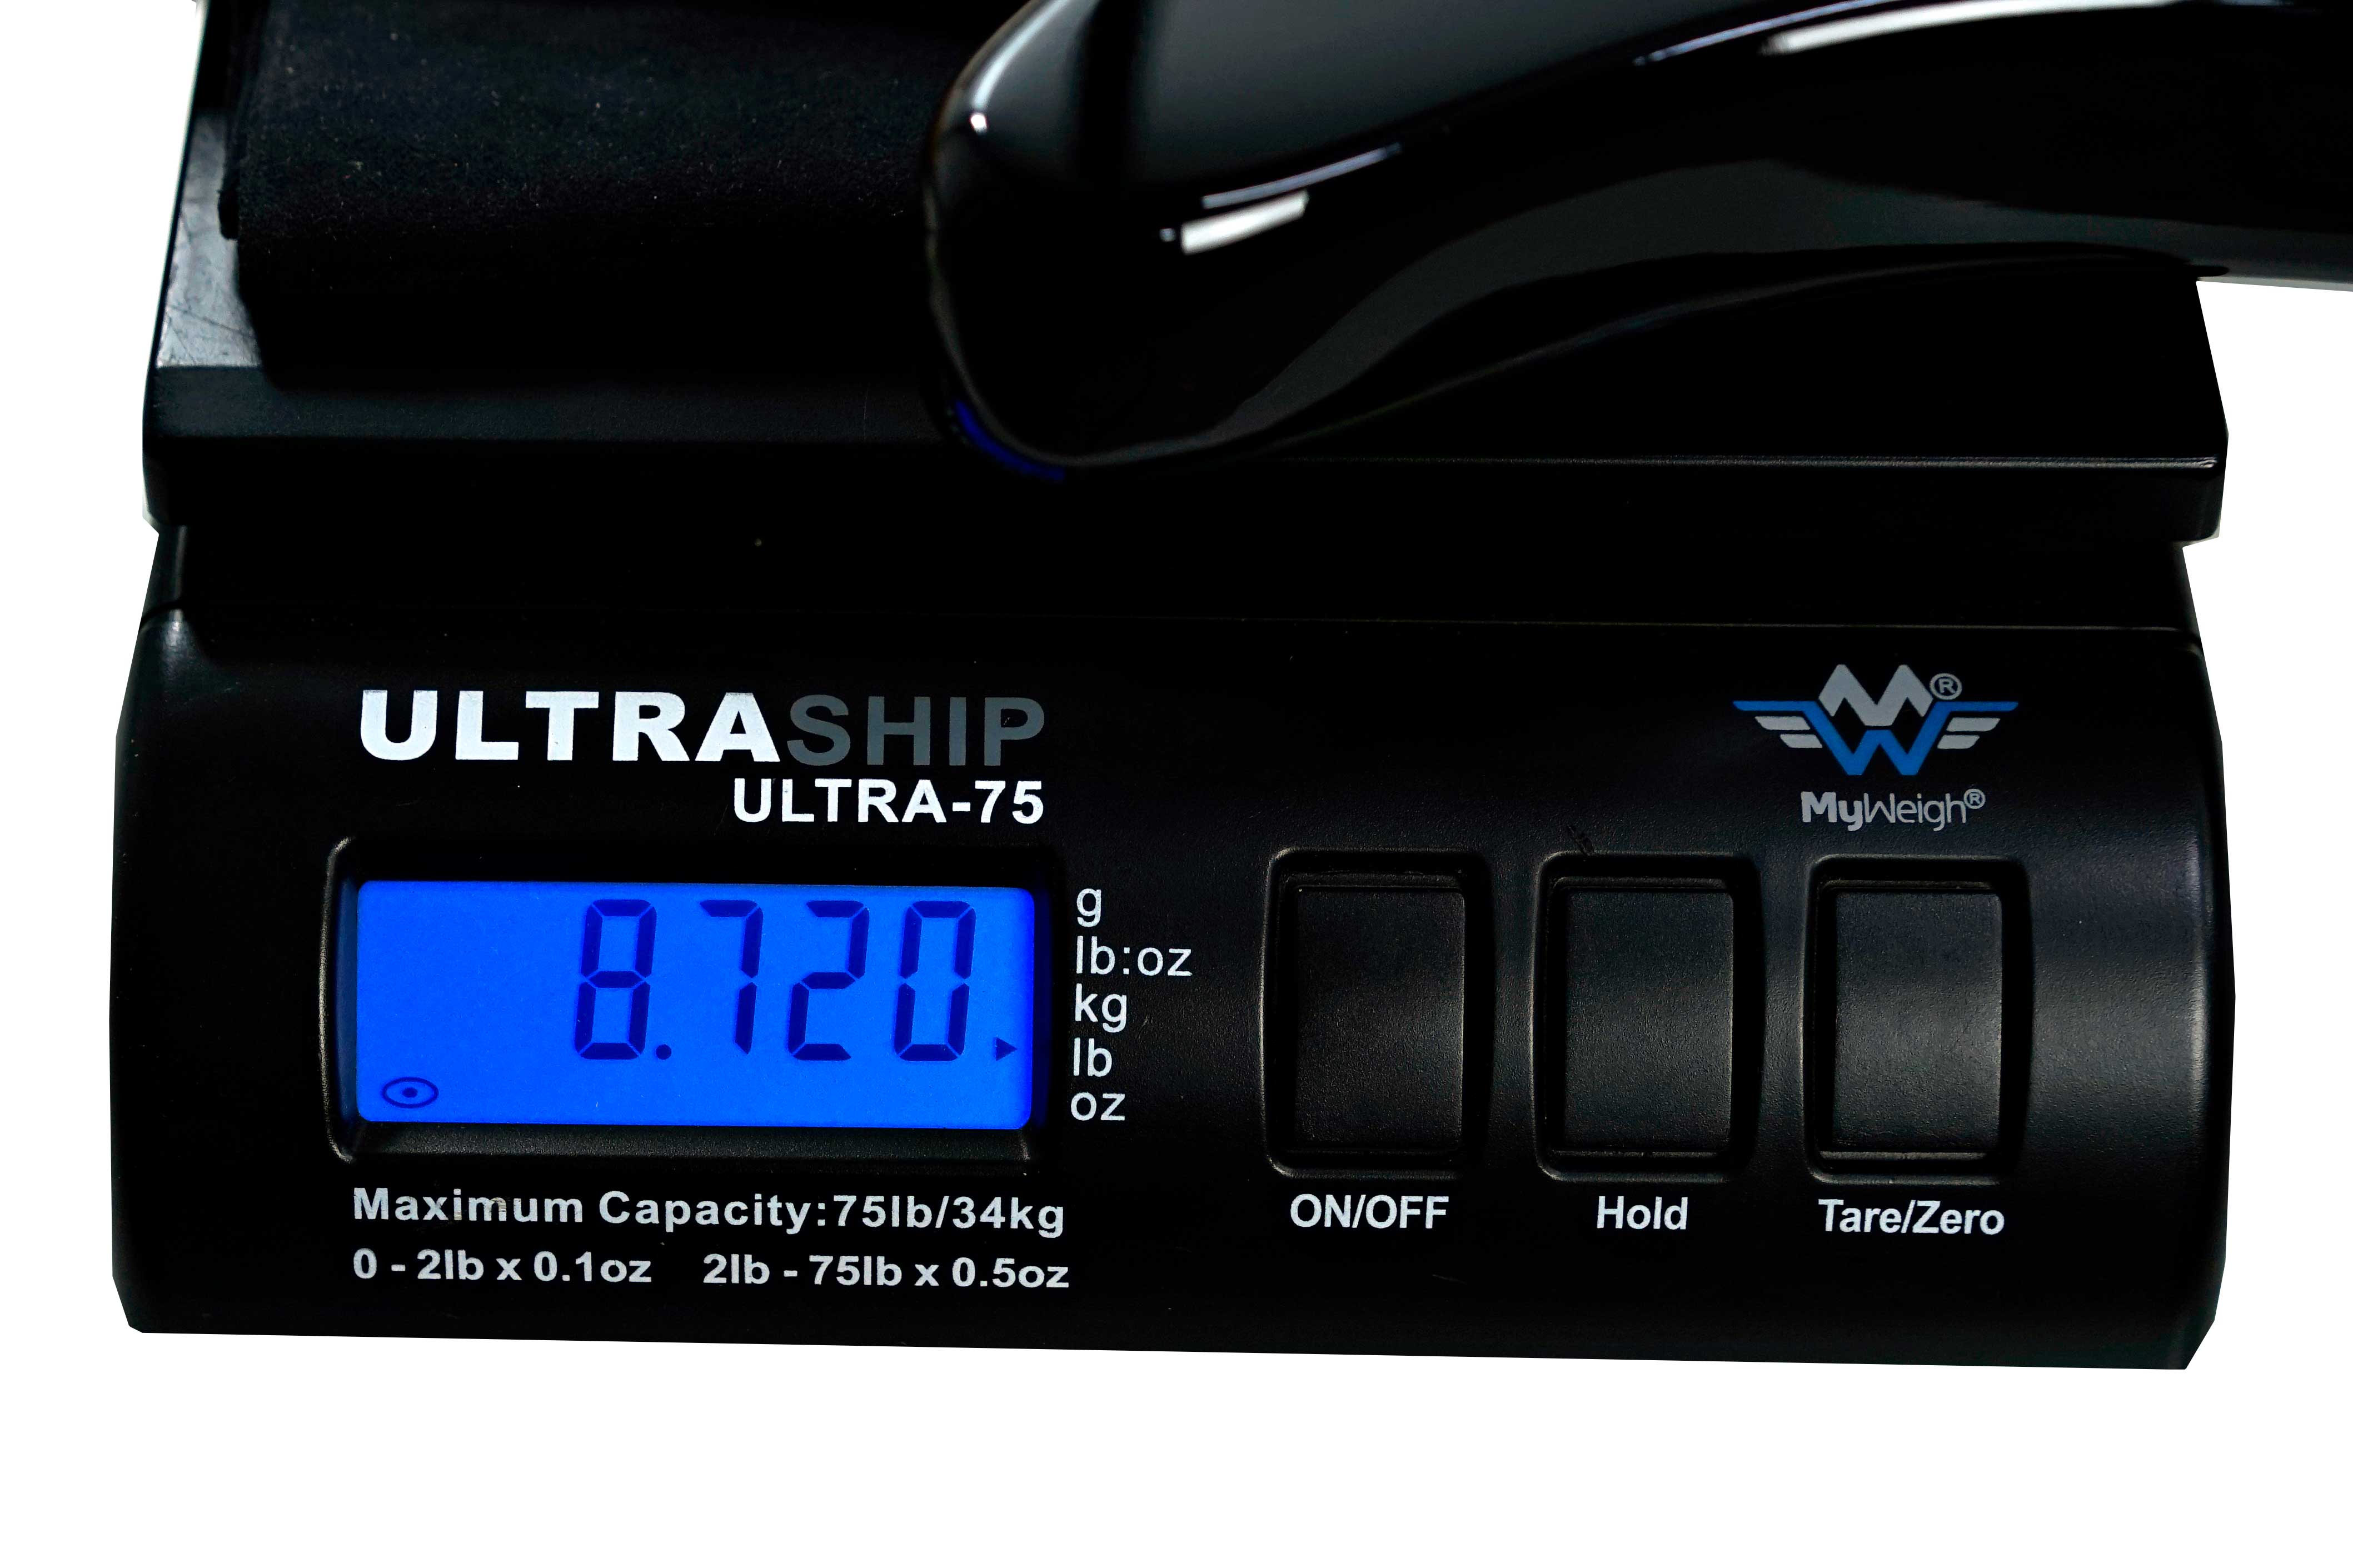 ULTRASHIP
ULTRA-75
MW®
MyWeigh®
8.720
g
lb:oz
kg
lb
oz
Maximum Capacity:75lb/34kg
0 - 2lb x 0.1oz 2lb - 75lb x 0.5oz
ON/OFF
Hold
Tare/Zero